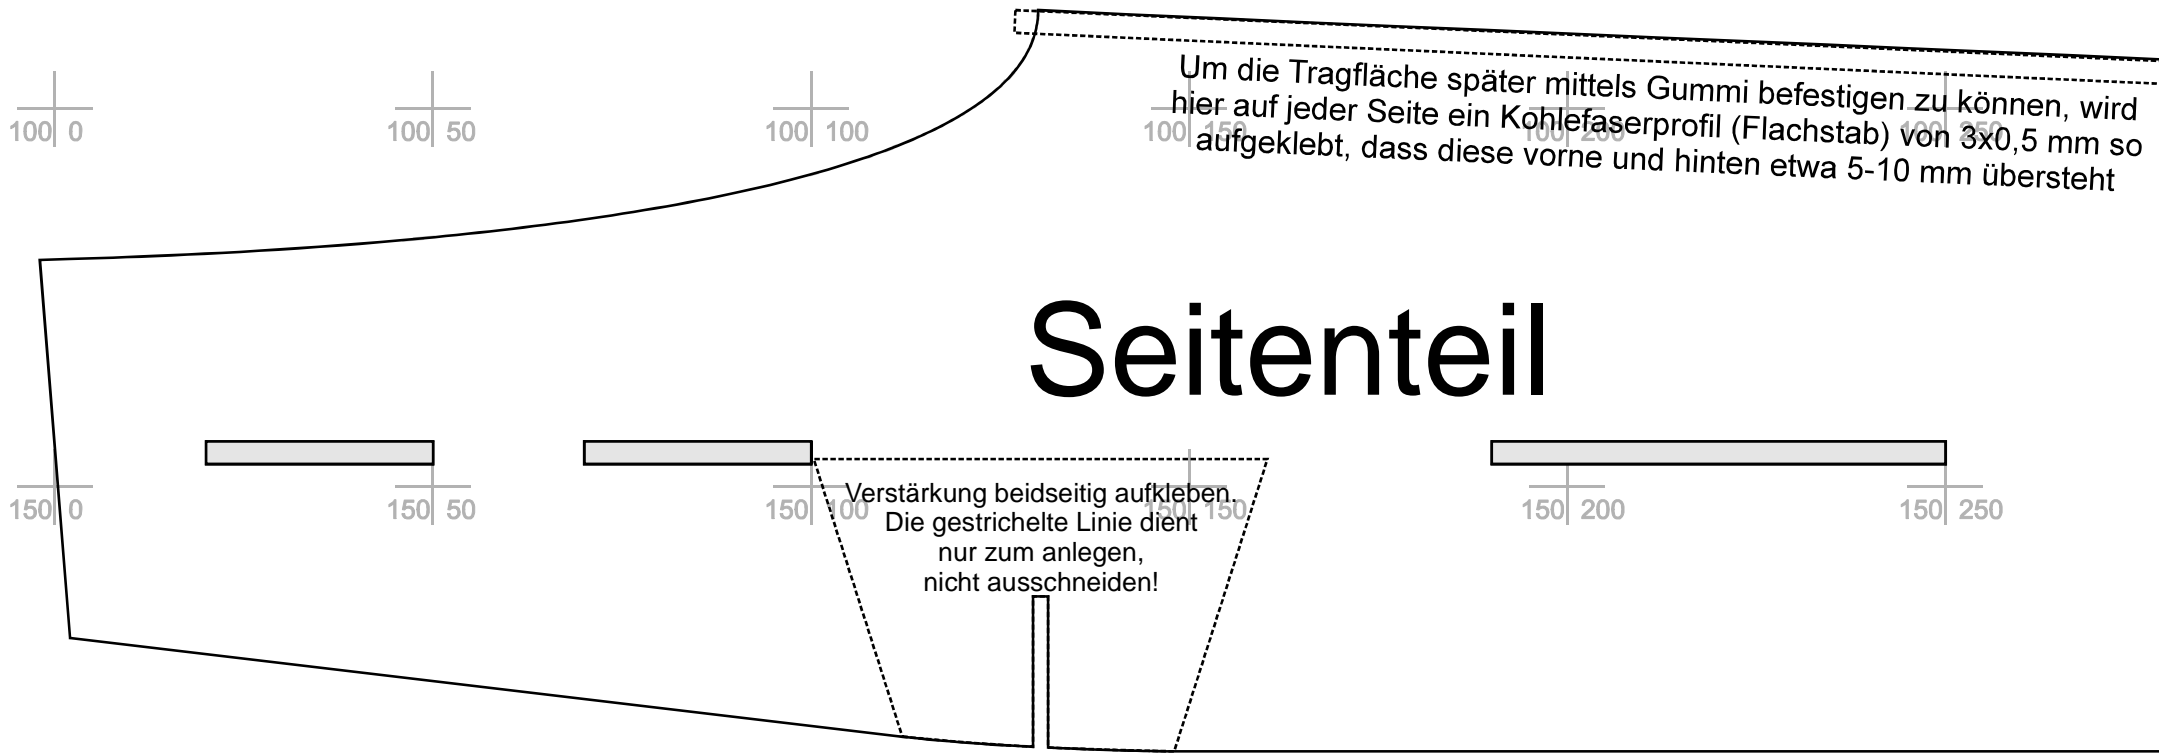 Um die Tragfläche später mittels Gummi befestigen zu können, wird
hier auf jeder Seite ein Kohlefaserprofil (Flachstab) von 3x0,5 mm so
aufgeklebt, dass diese vorne und hinten etwa 5-10 mm übersteht
100 0
100 50
100 100
100 150
100 200
100 250
Seitenteil
150 0
150 50
150 100
150 150
150 200
150 250
Verstärkung beidseitig aufkleben.
Die gestrichelte Linie dient
nur zum anlegen,
nicht ausschneiden!